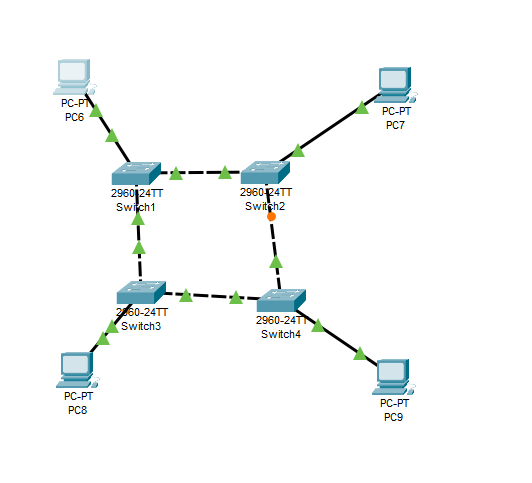 PC-PT
PC6
PC-PT
PC7
2960-24TT
Switch1
2960-24TT
Switch2
2960-24TT
Switch3
2960-24TT
Switch4
PC-PT
PC8
PC-PT
PC9